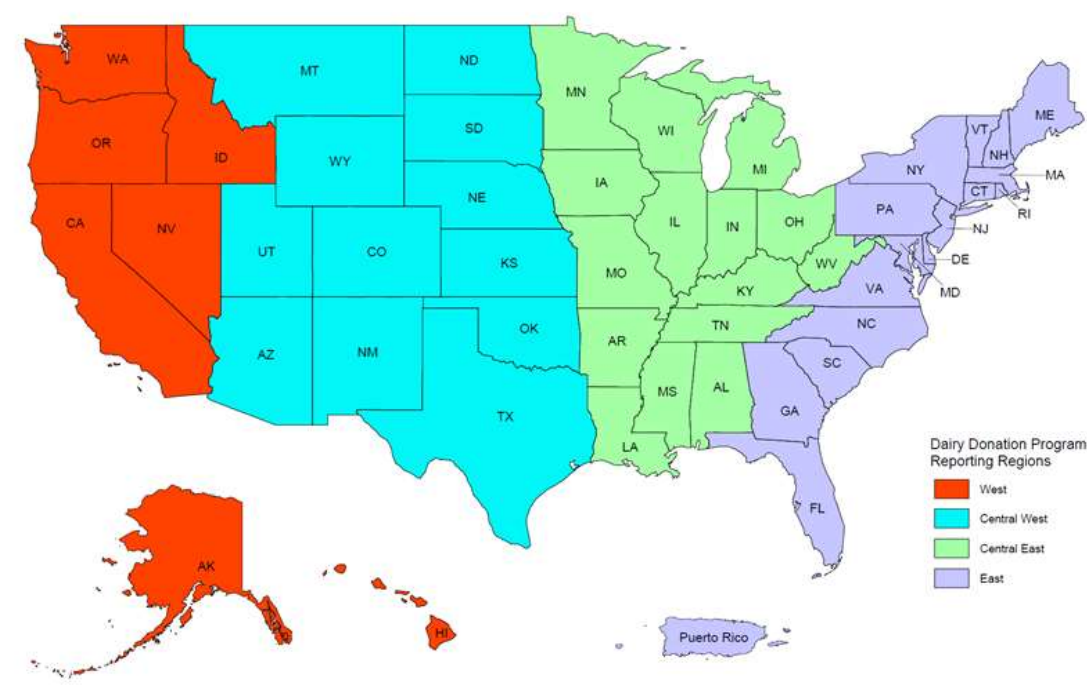 WA
MT
ND
MN
ME
OR
ID
WY
SD
WI
MI
VT
NH
NY
MA
CA
NV
UT
CO
NE
KS
IA
IL
IN
OH
PA
CT
RI
NJ
DE
MD
MO
KY
WV
VA
AZ
NM
OK
AR
TN
NC
SC
TX
LA
MS
AL
GA
FL
Dairy Donation Program
Reporting Regions
West
Central West
Central East
East
AK
HI
Puerto Rico